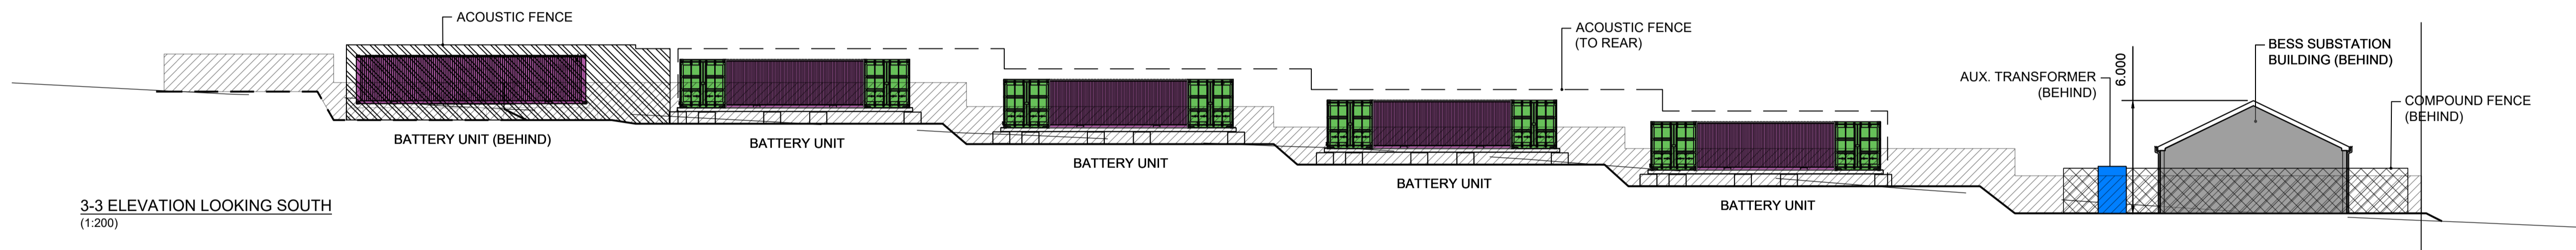 ACOUSTIC FENCE
ACOUSTIC FENCE
(TO REAR)
BESS SUBSTATION
BUILDING (BEHIND)
6.000
AUX. TRANSFORMER
(BEHIND)
COMPOUND FENCE
(BEHIND)
BATTERY UNIT (BEHIND)
BATTERY UNIT
BATTERY UNIT
BATTERY UNIT
BATTERY UNIT
3-3 ELEVATION LOOKING SOUTH
(1:200)